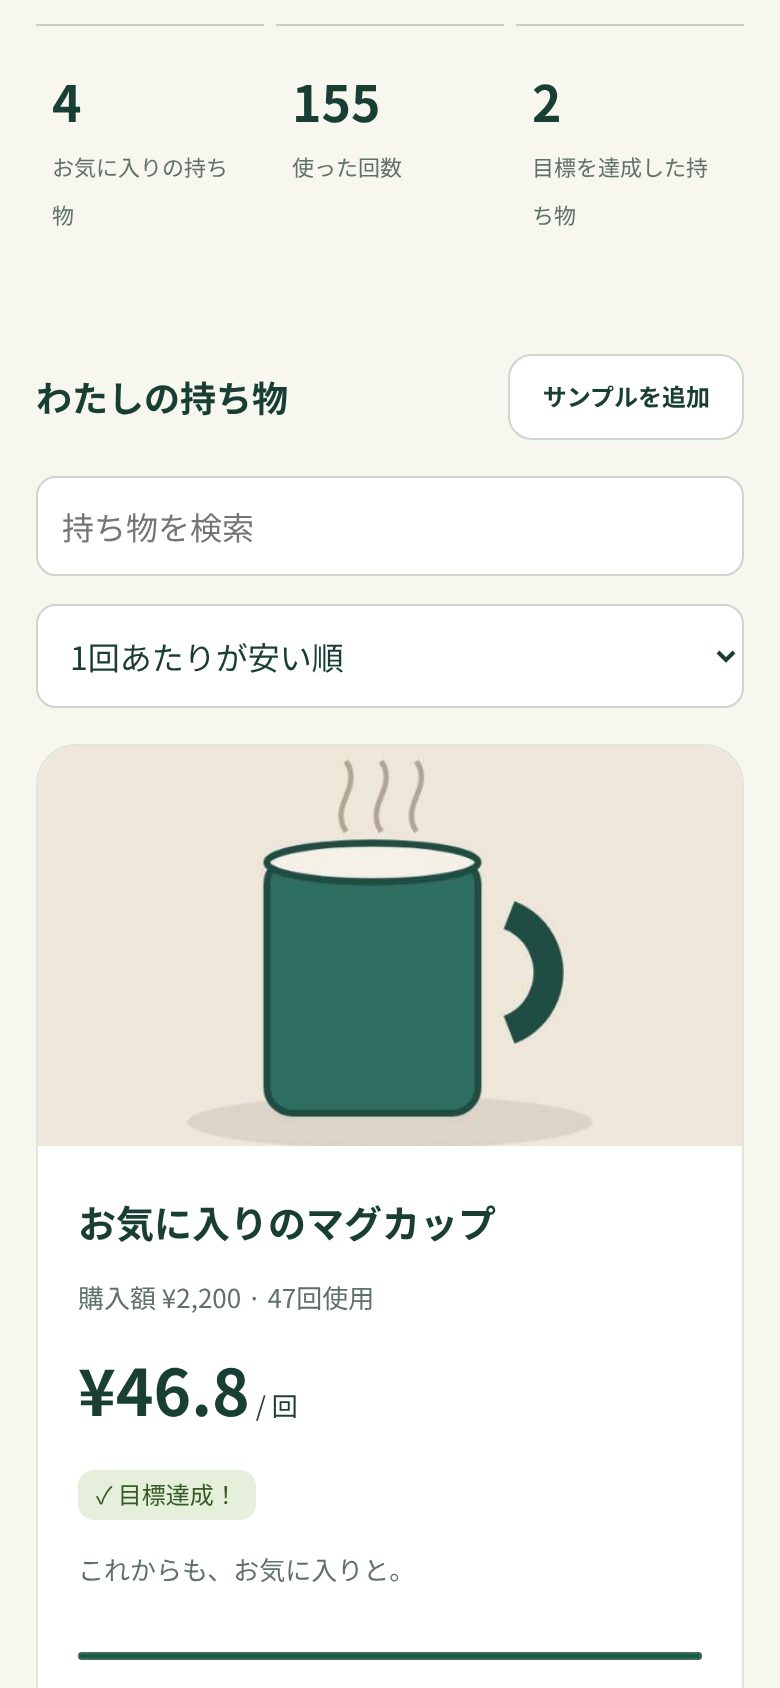 4
お気に入りの持ち
物
155
使った回数
2
目標を達成した持
ち物
わたしの持ち物
サンプルを追加
持ち物を検索
1回あたりが安い順
お気に入りのマグカップ
購入額 ¥2,200 · 47回使用
¥46.8 / 回
✓ 目標達成！
これからも、お気に入りと。